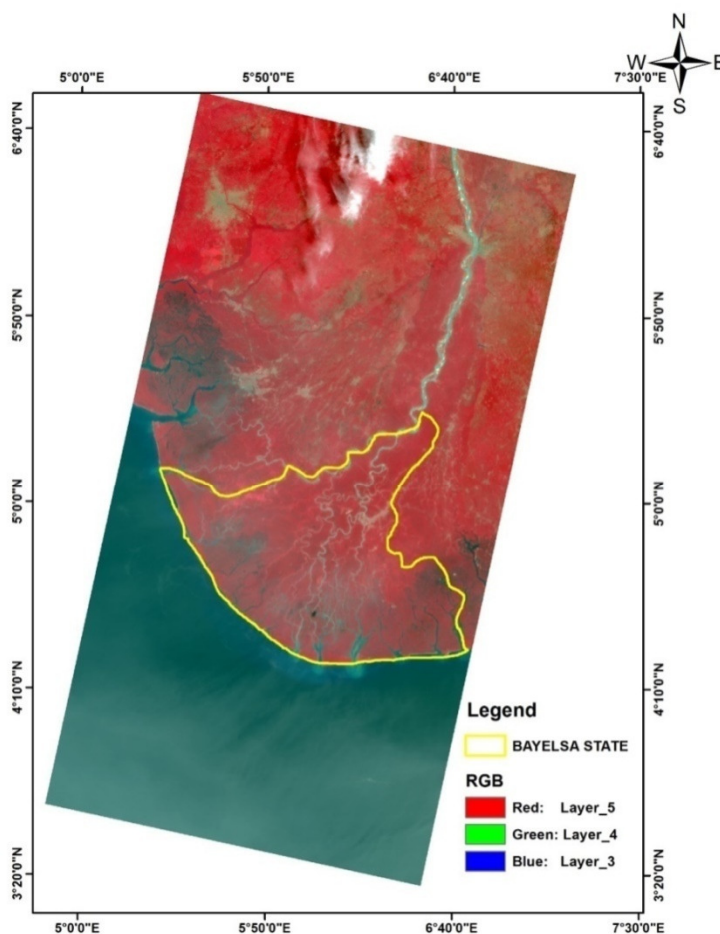 N
W E
S
5°0'0"E 5°50'0"E 6°40'0"E 7°30'0"E
6°40'0"N 6°40'0"N
5°50'0"N 5°50'0"N
5°0'0"N 5°0'0"N
4°10'0"N 4°10'0"N
3°20'0"N 3°20'0"N
Legend
BAYELSA STATE
RGB
Red: Layer_5
Green: Layer_4
Blue: Layer_3
5°0'0"E 5°50'0"E 6°40'0"E 7°30'0"E